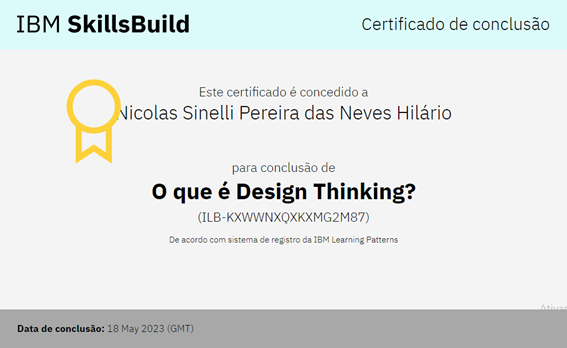 IBM SkillsBuild
Certificado de conclusão
Este certificado é concedido a
Nicolas Sinelli Pereira das Neves Hilário
para conclusão de
O que é Design Thinking?
(ILB-KXWWNXQXKXMG2M87)
De acordo com sistema de registro da IBM Learning Patterns
Data de conclusão: 18 May 2023 (GMT)